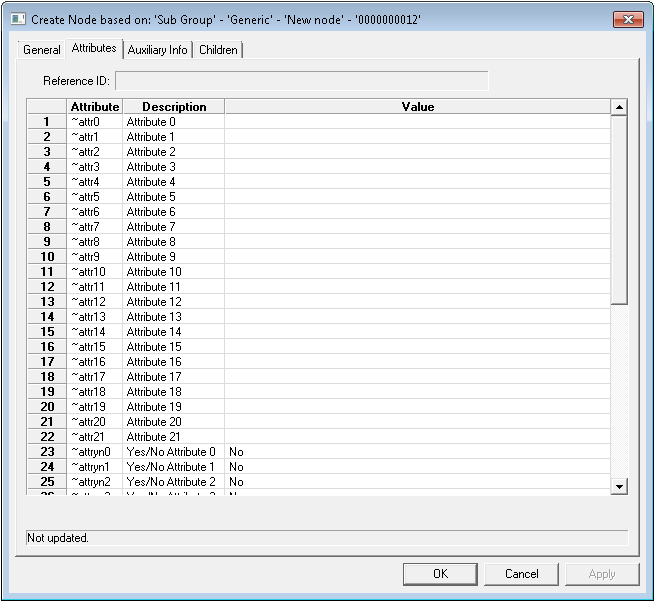 Create Node based on: 'Sub Group' - 'Generic' - 'New node' - '0000000012'
General Attributes Auxiliary Info Children
Reference ID:
Attribute Description Value
1 ~attr0 Attribute 0
2 ~attr1 Attribute 1
3 ~attr2 Attribute 2
4 ~attr3 Attribute 3
5 ~attr4 Attribute 4
6 ~attr5 Attribute 5
7 ~attr6 Attribute 6
8 ~attr7 Attribute 7
9 ~attr8 Attribute 8
10 ~attr9 Attribute 9
11 ~attr10 Attribute 10
12 ~attr11 Attribute 11
13 ~attr12 Attribute 12
14 ~attr13 Attribute 13
15 ~attr14 Attribute 14
16 ~attr15 Attribute 15
17 ~attr16 Attribute 16
18 ~attr17 Attribute 17
19 ~attr18 Attribute 18
20 ~attr19 Attribute 19
21 ~attr20 Attribute 20
22 ~attr21 Attribute 21
23 ~attryn0 Yes/No Attribute 0 No
24 ~attryn1 Yes/No Attribute 1 No
25 ~attryn2 Yes/No Attribute 2 No
Not updated.
OK Cancel Apply